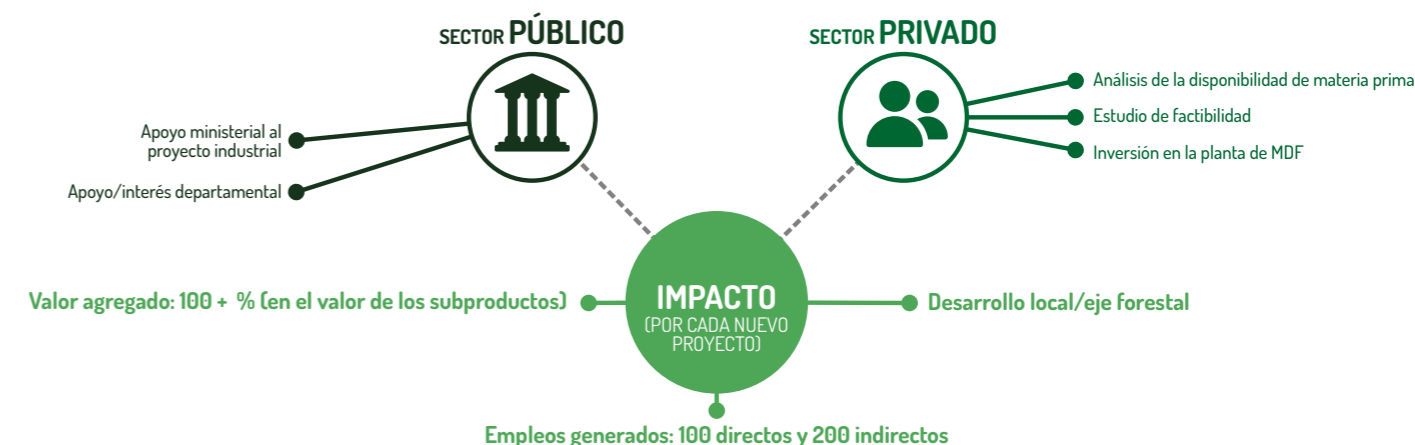 SECTOR PÚBLICO
Apoyo ministerial al
proyecto industrial
Apoyo/interés departamental
SECTOR PRIVADO
Análisis de la disponibilidad de materia prima
Estudio de factibilidad
Inversión en la planta de MDF
IMPACTO
(POR CADA NUEVO
PROYECTO)
Valor agregado: 100 + % (en el valor de los subproductos)
Desarrollo local/eje forestal
Empleos generados: 100 directos y 200 indirectos